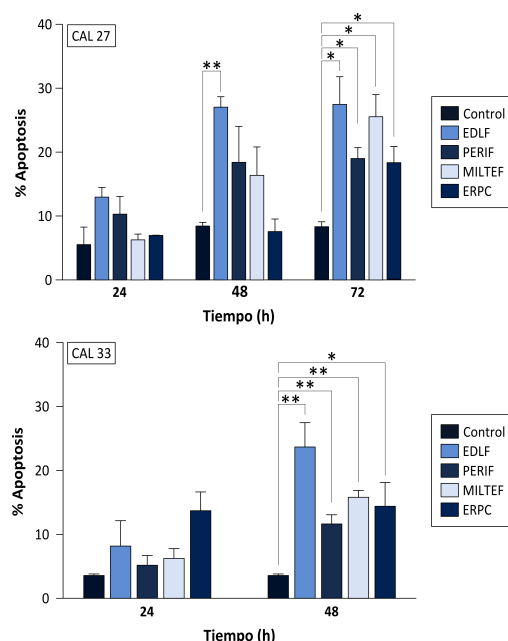 CAL 27
% Apoptosis
40
30
20
10
0
** * * * *
24 48 72
Tiempo (h)
Control
EDLF
PERIF
MILTEF
ERPC
CAL 33
% Apoptosis
40
30
20
10
0
** ** ** *
24 48
Tiempo (h)
Control
EDLF
PERIF
MILTEF
ERPC